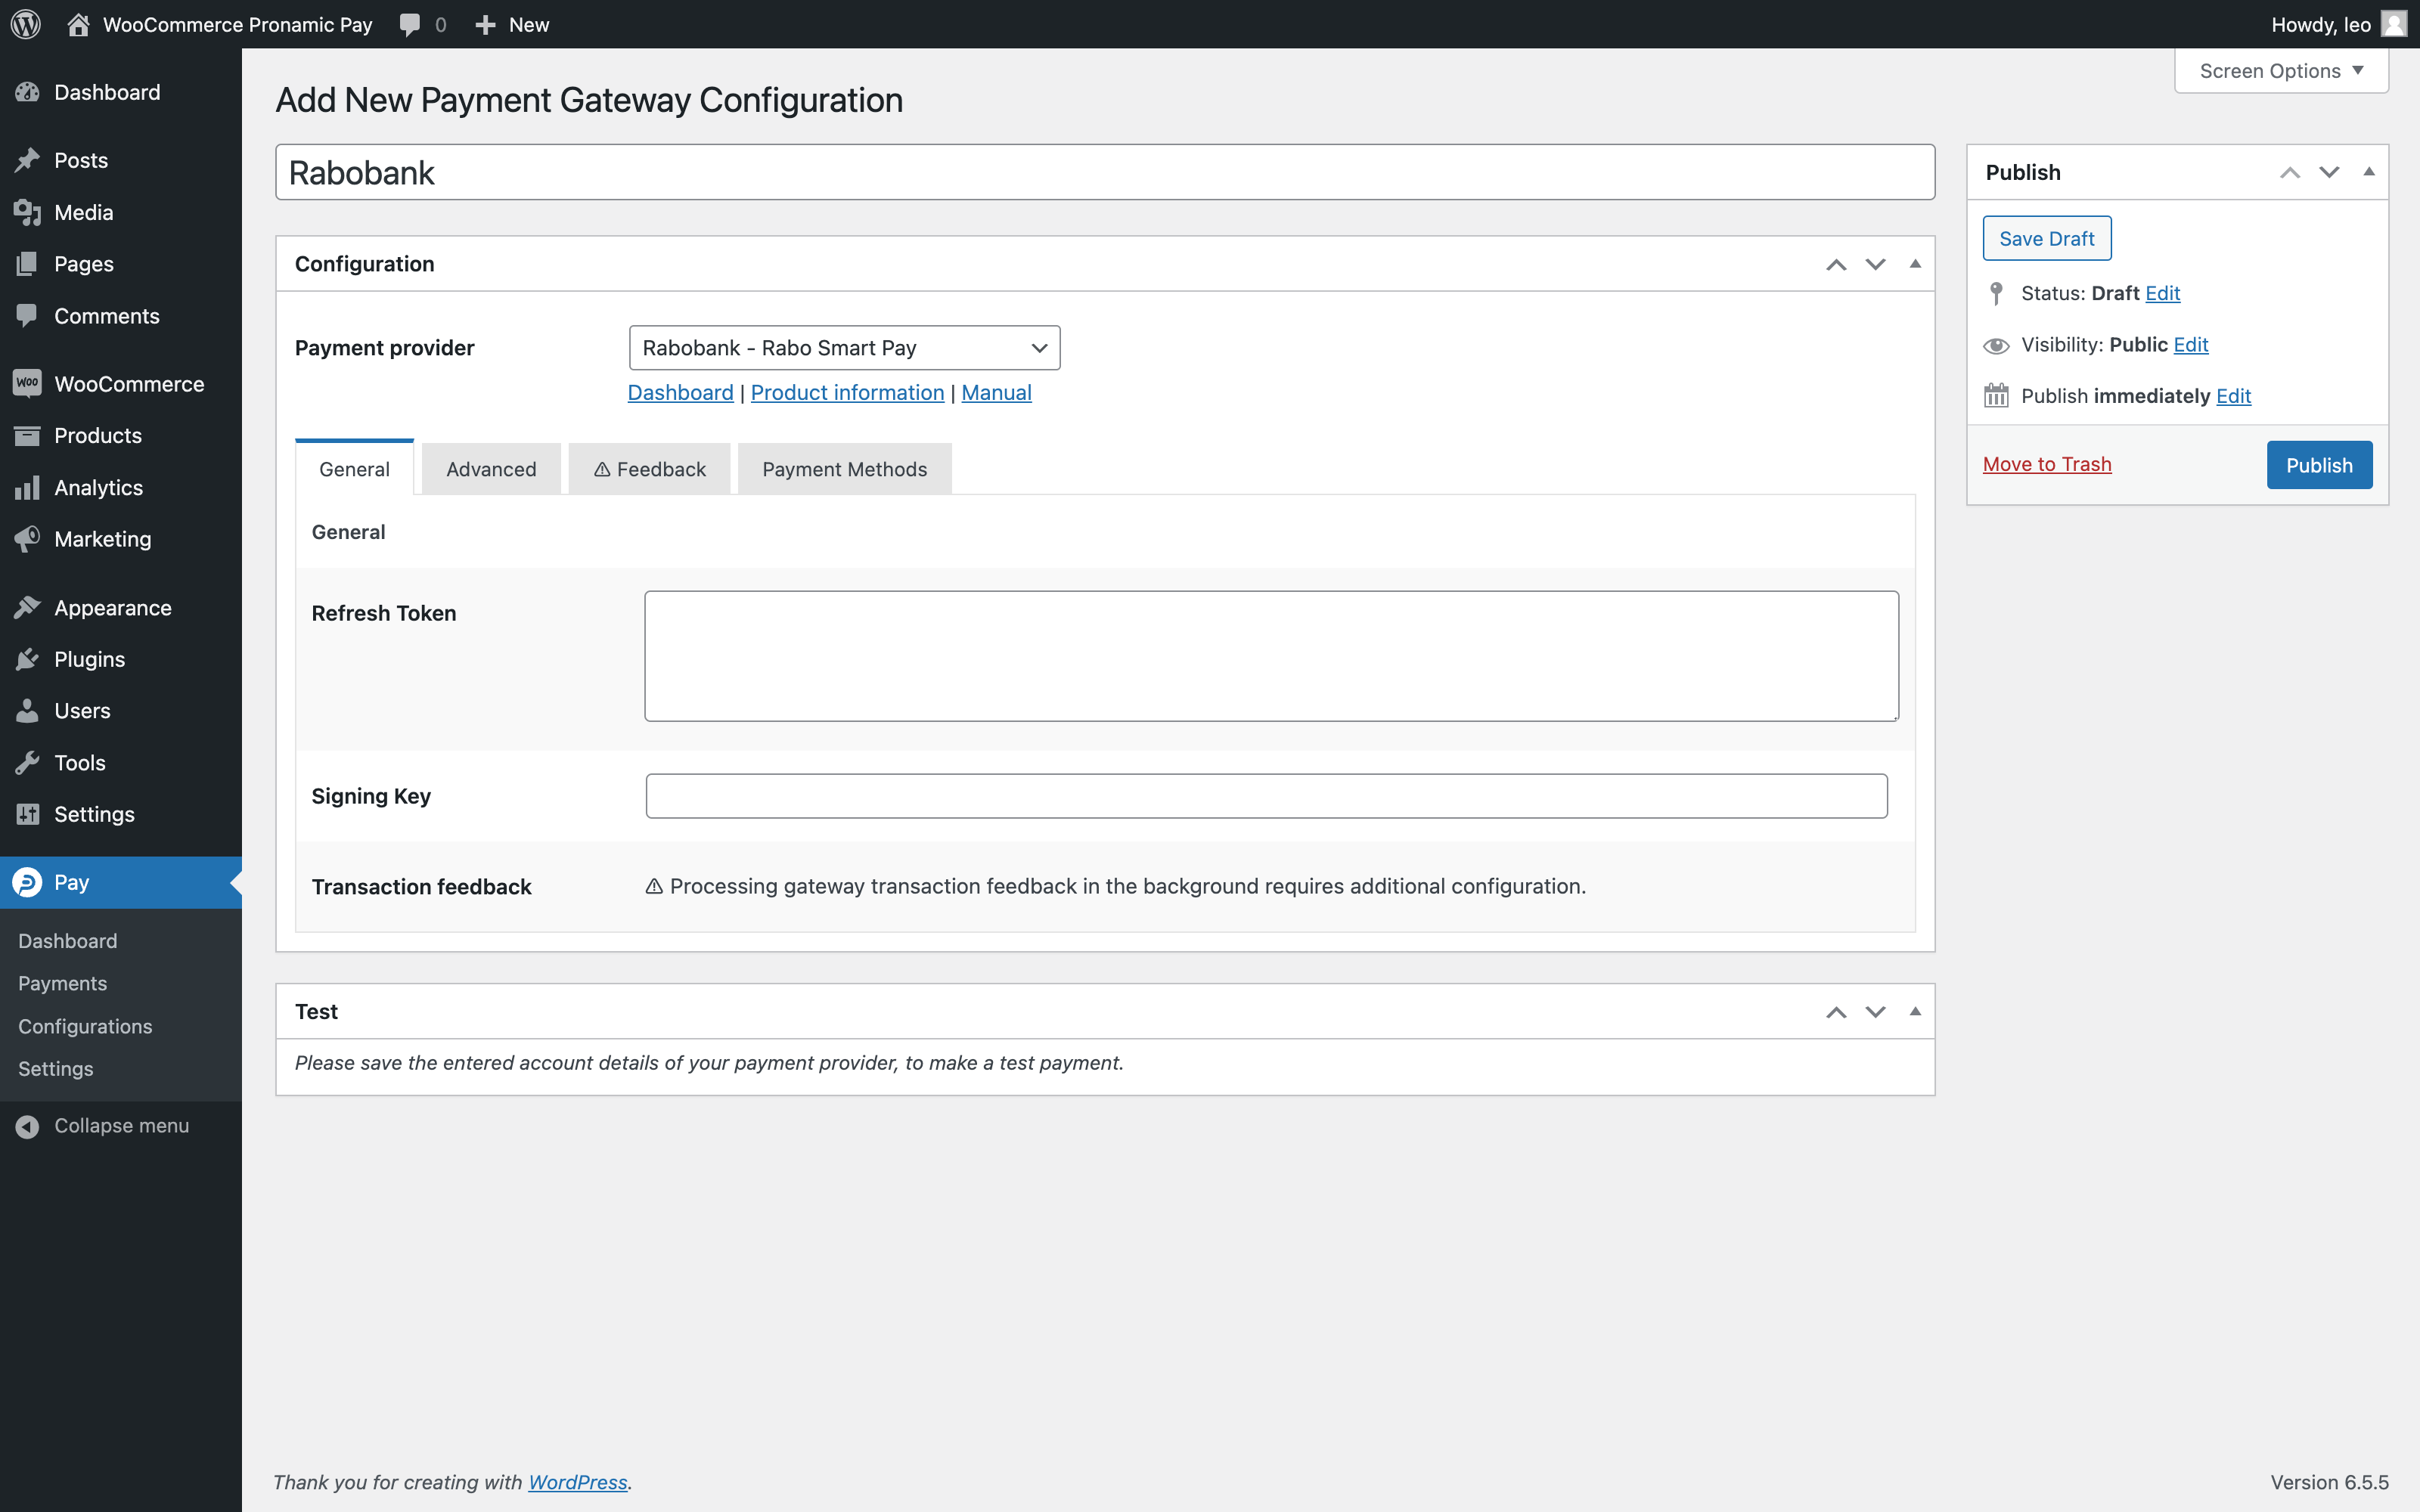 WooCommerce Pronamic Pay 0 New Howdy, leo
Screen Options
Dashboard
Posts
Media
Pages
Comments
Woo WooCommerce
Products
Analytics
Marketing
Appearance
Plugins
Users
Tools
Settings
Pay
Dashboard
Payments
Configurations
Settings
Collapse menu
Add New Payment Gateway Configuration
Rabobank
Configuration
Payment provider Rabobank - Rabo Smart Pay
Dashboard | Product information | Manual
General Advanced ⚠ Feedback Payment Methods
General
Refresh Token
Signing Key
Transaction feedback ⚠ Processing gateway transaction feedback in the background requires additional configuration.
Test
Please save the entered account details of your payment provider, to make a test payment.
Publish
Save Draft
Status: Draft Edit
Visibility: Public Edit
Publish immediately Edit
Move to Trash Publish
Thank you for creating with WordPress. Version 6.5.5